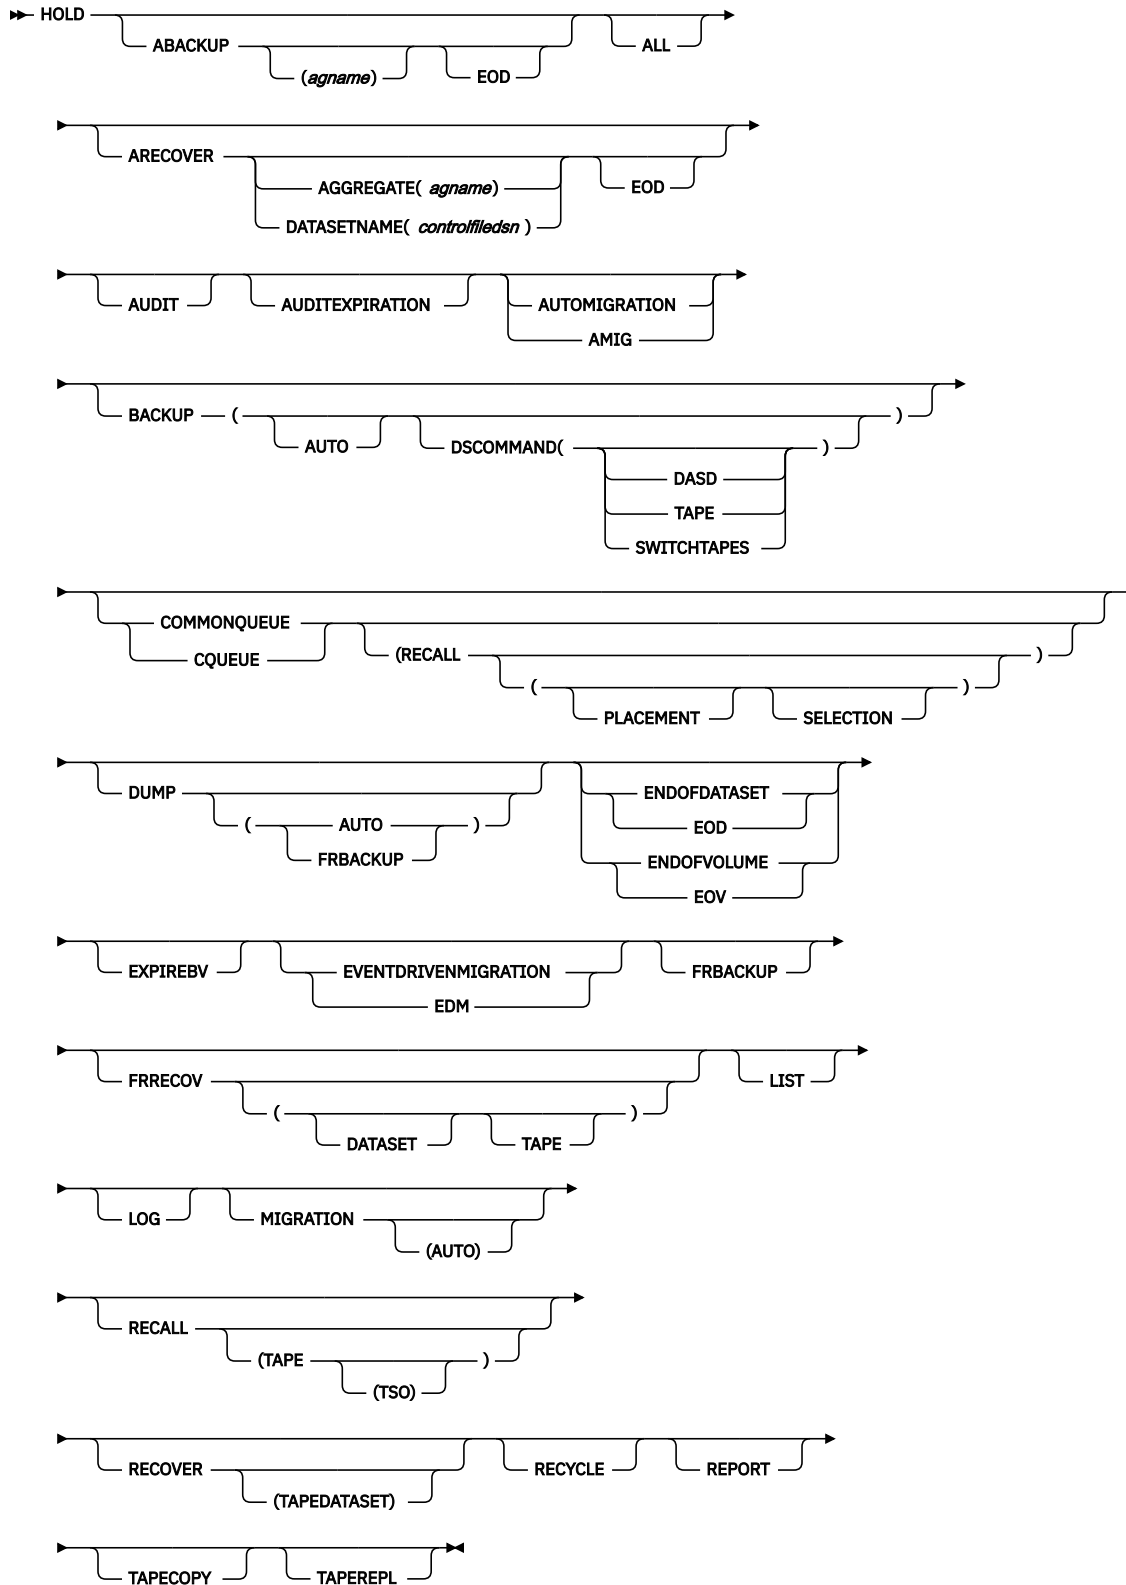 HOLD
ABACKUP
(agname)
EOD
ALL
ARECOVER
AGGREGATE( agname)
DATASETNAME( controlfiledsn )
EOD
AUDIT
AUDITEXPIRATION
AUTOMIGRATION
AMIG
BACKUP ( )
AUTO
DSCOMMAND( )
DASD
TAPE
SWITCHTAPES
COMMONQUEUE
CQUEUE
(RECALL )
( )
PLACEMENT
SELECTION
DUMP
( AUTO )
FRBACKUP
ENDOFDATASET
EOD
ENDOFVOLUME
EOV
EXPIREBV
EVENTDRIVENMIGRATION
EDM
FRBACKUP
FRRECOV
( )
DATASET
TAPE
LIST
LOG
MIGRATION
(AUTO)
RECALL
(TAPE )
(TSO)
RECOVER
(TAPEDATASET)
RECYCLE
REPORT
TAPECOPY
TAPEREPL